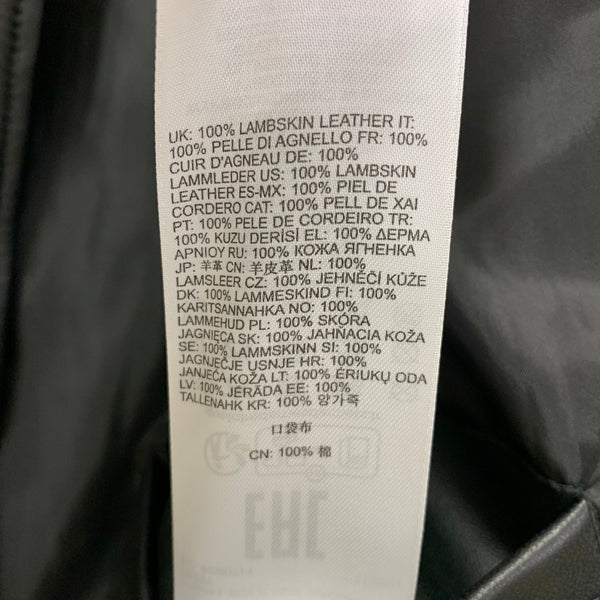 UK: 100% LAMBSKIN LEATHER IT:
100% PELLE DI AGNELLO FR: 100%
CUIR D'AGNEAU DE: 100%
LAMMLEDER US: 100% LAMBSKIN
LEATHER ES-MX: 100% PIEL DE
CORDERO CAT: 100% PELL DE XAI
PT: 100% PELE DE CORDEIRO TR:
100% KUZU DERİSİ EL: 100% ΔΕΡΜΑ
ΑΡΝΙΟΥ RU: 100% КОЖА ЯГНЕНКА
JP: 羊革 CN: 羊皮革 NL: 100%
LAMSLEER CZ: 100% JEHNĚČÍ KŮŽE
DK: 100% LAMMESKIND FI: 100%
KARITSANNAHKA NO: 100%
LAMMEHUD PL: 100% SKÓRA
JAGNIĘCA SK: 100% JAHŇACIA KOŽA
SE: 100% LAMMSKINN SI: 100%
JAGNJEČJE USNJE HR: 100%
JANJEĆA KOŽA LT: 100% ĖRIUKŲ ODA
LV: 100% JĒRĀDA EE: 100%
TALLENAHK KR: 100% 양가죽
口袋布
CN: 100% 棉
EAC